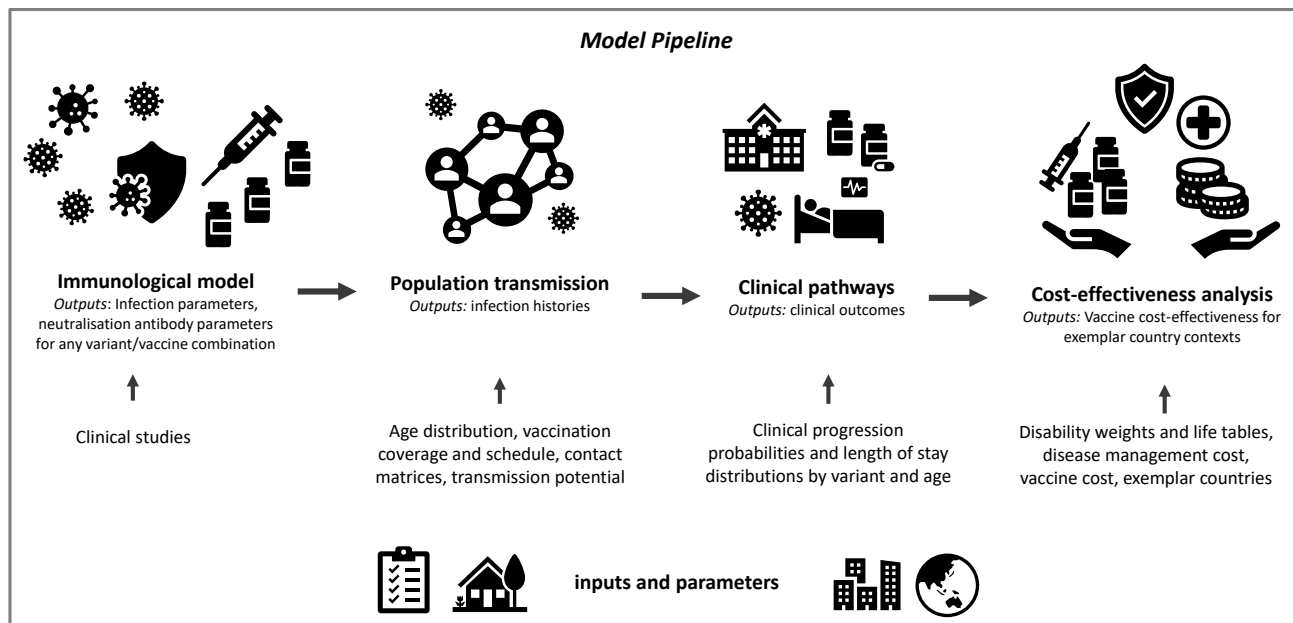 Model Pipeline
Immunological model
Outputs: Infection parameters,
neutralisation antibody parameters
for any variant/vaccine combination
Population transmission
Outputs: infection histories
Clinical pathways
Outputs: clinical outcomes
Cost-effectiveness analysis
Outputs: Vaccine cost-effectiveness for
exemplar country contexts
Clinical studies
Age distribution, vaccination
coverage and schedule, contact
matrices, transmission potential
Clinical progression
probabilities and length of stay
distributions by variant and age
Disability weights and life tables,
disease management cost,
vaccine cost, exemplar countries
inputs and parameters